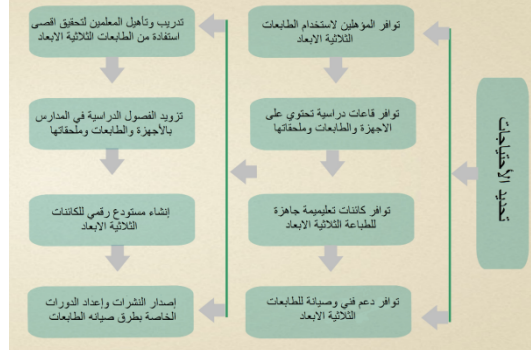 تحديد الأحتياجات
توافر المؤهلين لاستخدام الطابعات
الثلاثية الابعاد
توافر قاعات دراسية تحتوي على
الاجهزة والطابعات وملحقاتها
توافر كائنات تعليميمة جاهزة
للطباعة الثلاثية الابعاد
توافر دعم فني وصيانة للطابعات
الثلاثية الابعاد
تدريب وتأهيل المعلمين لتحقيق اقصى
استفادة من الطابعات الثلاثية الابعاد
تزويد الفصول الدراسية في المدارس
بالأجهزة والطابعات وملحقاتها
إنشاء مستودع رقمي للكائنات
الثلاثية الابعاد
إصدار النشرات وإعداد الدورات
الخاصة بطرق صيانه الطابعات